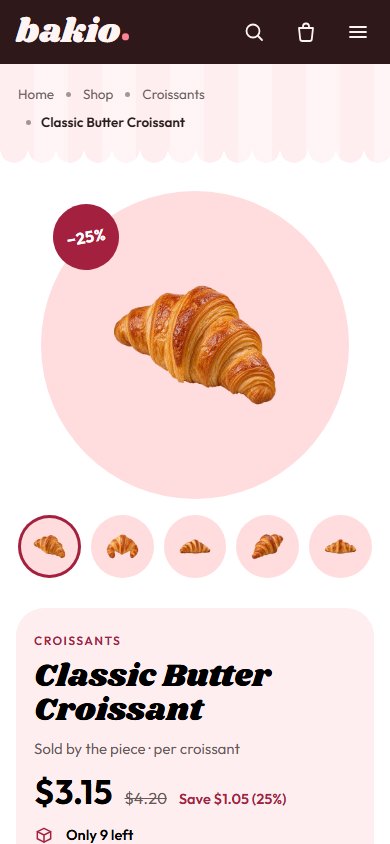 bakio.
Home • Shop • Croissants
• Classic Butter Croissant
−25%
CROISSANTS
Classic Butter
Croissant
Sold by the piece · per croissant
$3.15 $4.20 Save $1.05 (25%)
Only 9 left